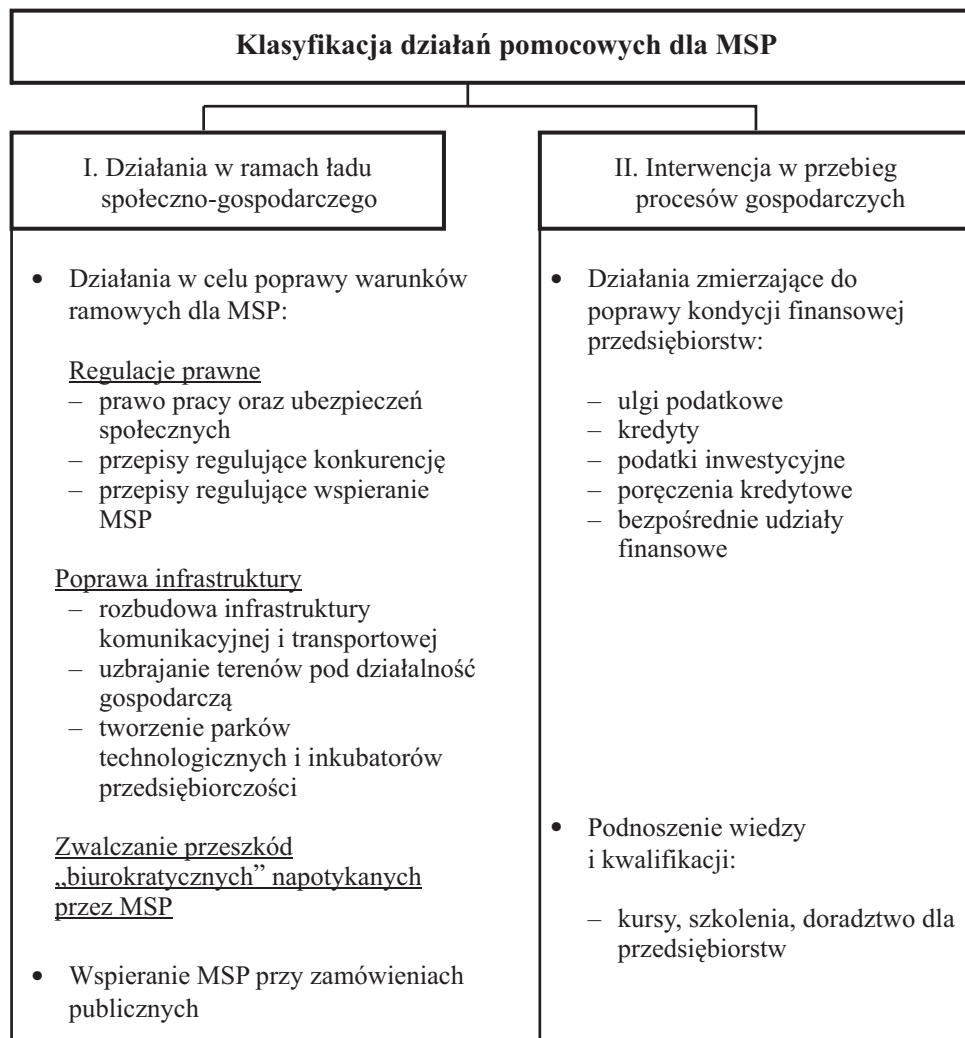 Klasyfikacja działań pomocowych dla MSP
I. Działania w ramach ładu
społeczno-gospodarczego
• Działania w celu poprawy warunków
ramowych dla MSP:
Regulacje prawne
– prawo pracy oraz ubezpieczeń
społecznych
– przepisy regulujące konkurencję
– przepisy regulujące wspieranie
MSP
Poprawa infrastruktury
– rozbudowa infrastruktury
komunikacyjnej i transportowej
– uzbrajanie terenów pod działalność
gospodarczą
– tworzenie parków
technologicznych i inkubatorów
przedsiębiorczości
Zwalczanie przeszkód
„biurokratycznych” napotykanych
przez MSP
• Wspieranie MSP przy zamówieniach
publicznych
II. Interwencja w przebieg
procesów gospodarczych
• Działania zmierzające do
poprawy kondycji finansowej
przedsiębiorstw:
– ulgi podatkowe
– kredyty
– podatki inwestycyjne
– poręczenia kredytowe
– bezpośrednie udziały
finansowe
• Podnoszenie wiedzy
i kwalifikacji:
– kursy, szkolenia, doradztwo dla
przedsiębiorstw